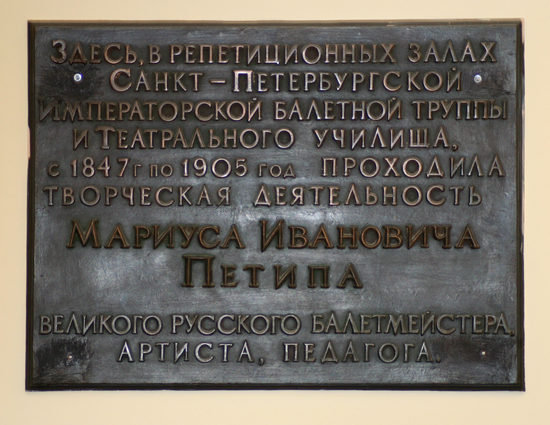 Здесь, в репетиционных залах
Санкт-Петербургской
Императорской балетной труппы
и Театрального училища,
с 1847г по 1905 год проходила
творческая деятельность
Мариуса Ивановича
Петипа
великого русского балетмейстера,
артиста, педагога.